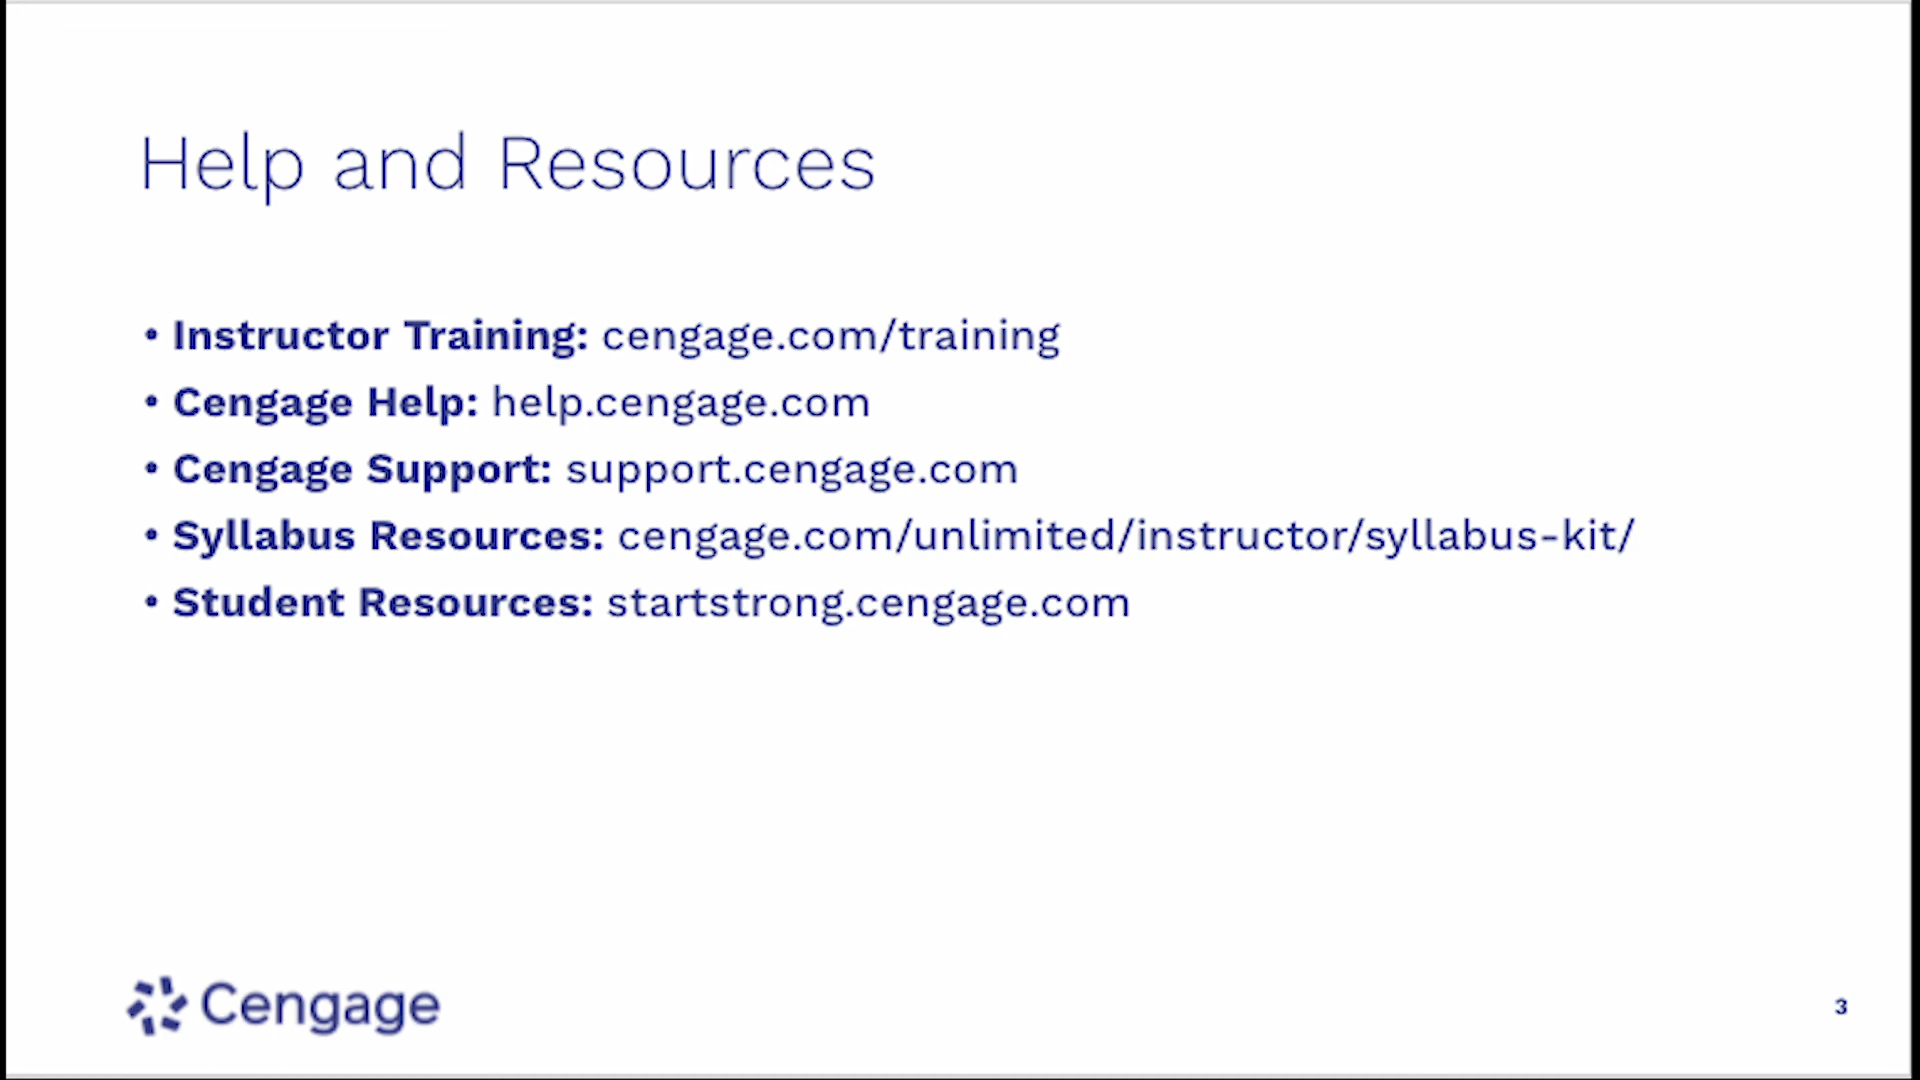 Help and Resources
• Instructor Training: cengage.com/training
• Cengage Help: help.cengage.com
• Cengage Support: support.cengage.com
• Syllabus Resources: cengage.com/unlimited/instructor/syllabus-kit/
• Student Resources: startstrong.cengage.com
Cengage
3